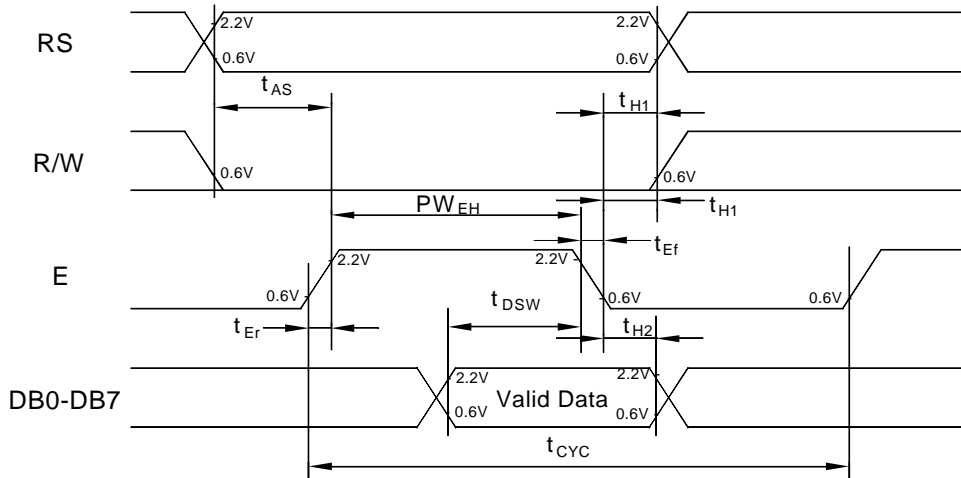 RS
2.2V
2.2V
0.6V
0.6V
tAS
tH1
R/W
0.6V
0.6V
PWEH
tH1
tEf
E
2.2V
2.2V
0.6V
0.6V
0.6V
tDSW
tEr
tH2
DB0-DB7
2.2V
2.2V
Valid Data
0.6V
0.6V
tCYC